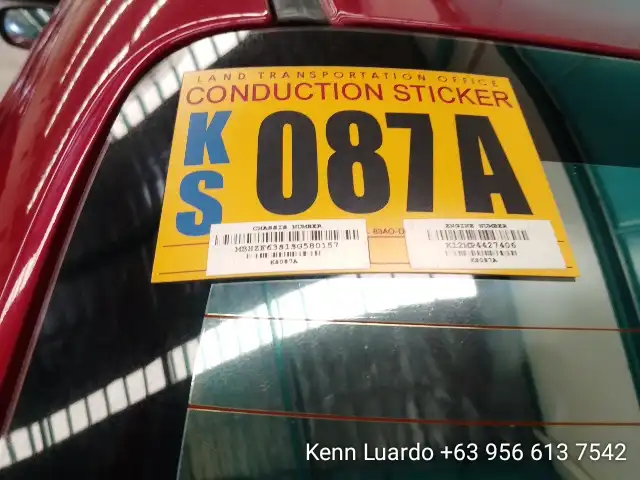 LAND TRANSPORTATION OFFICE
CONDUCTION STICKER
KS 087A
CHASSIS NUMBER
ENGINE NUMBER
K12MP4427406
KS087A
KS087A
Kenn Luardo +63 956 613 7542